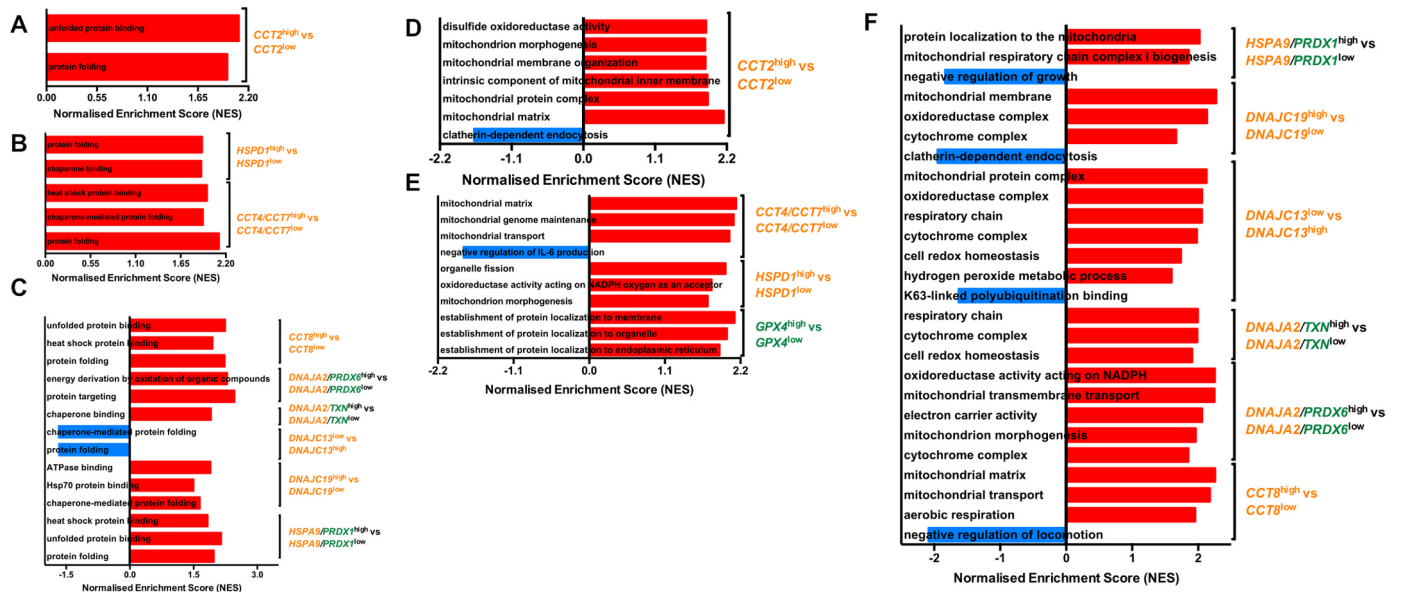 A
unfolded protein binding
protein folding
0.00 0.55 1.10 1.65 2.20
Normalised Enrichment Score (NES)
CCT2high vs
CCT2low
B
protein folding
chaperone binding
heat shock protein binding
chaperone-mediated protein folding
protein folding
0.00 0.55 1.10 1.65 2.20
Normalised Enrichment Score (NES)
HSPD1high vs
HSPD1low
CCT4/CCT7high vs
CCT4/CCT7low
C
unfolded protein binding
heat shock protein binding
protein folding
energy derivation by oxidation of organic compounds
protein targeting
chaperone binding
chaperone-mediated protein folding
protein folding
ATPase binding
Hsp70 protein binding
chaperone-mediated protein folding
heat shock protein binding
unfolded protein binding
protein folding
-1.5 0.0 1.5 3.0
Normalised Enrichment Score (NES)
CCT8high vs
CCT8low
DNAJA2/PRDX6high vs
DNAJA2/PRDX6low
DNAJA2/TXNhigh vs
DNAJA2/TXNlow
DNAJC13low vs
DNAJC13high
DNAJC19high vs
DNAJC19low
HSPA9/PRDX1high vs
HSPA9/PRDX1low
D
disulfide oxidoreductase activity
mitochondrion morphogenesis
mitochondrial membrane organization
intrinsic component of mitochondrial inner membrane
mitochondrial protein complex
mitochondrial matrix
clatherin-dependent endocytosis
-2.2 -1.1 0.0 1.1 2.2
Normalised Enrichment Score (NES)
CCT2high vs
CCT2low
E
mitochondrial matrix
mitochondrial genome maintenance
mitochondrial transport
negative regulation of IL-6 production
organelle fission
oxidoreductase activity acting on NADPH oxygen as an acceptor
mitochondrion morphogenesis
establishment of protein localization to membrane
establishment of protein localization to organelle
establishment of protein localization to endoplasmic reticulum
-2.2 -1.1 0.0 1.1 2.2
Normalised Enrichment Score (NES)
CCT4/CCT7high vs
CCT4/CCT7low
HSPD1high vs
HSPD1low
GPX4high vs
GPX4low
F
protein localization to the mitochondria
mitochondrial respiratory chain complex I biogenesis
negative regulation of growth
mitochondrial membrane
oxidoreductase complex
cytochrome complex
clatherin-dependent endocytosis
mitochondrial protein complex
oxidoreductase complex
respiratory chain
cytochrome complex
cell redox homeostasis
hydrogen peroxide metabolic process
K63-linked polyubiquitination binding
respiratory chain
cytochrome complex
cell redox homeostasis
oxidoreductase activity acting on NADPH
mitochondrial transmembrane transport
electron carrier activity
mitochondrion morphogenesis
cytochrome complex
mitochondrial matrix
mitochondrial transport
aerobic respiration
negative regulation of locomotion
-2 -1 0 1 2
Normalised Enrichment Score (NES)
HSPA9/PRDX1high vs
HSPA9/PRDX1low
DNAJC19high vs
DNAJC19low
DNAJC13low vs
DNAJC13high
DNAJA2/TXNhigh vs
DNAJA2/TXNlow
DNAJA2/PRDX6high vs
DNAJA2/PRDX6low
CCT8high vs
CCT8low